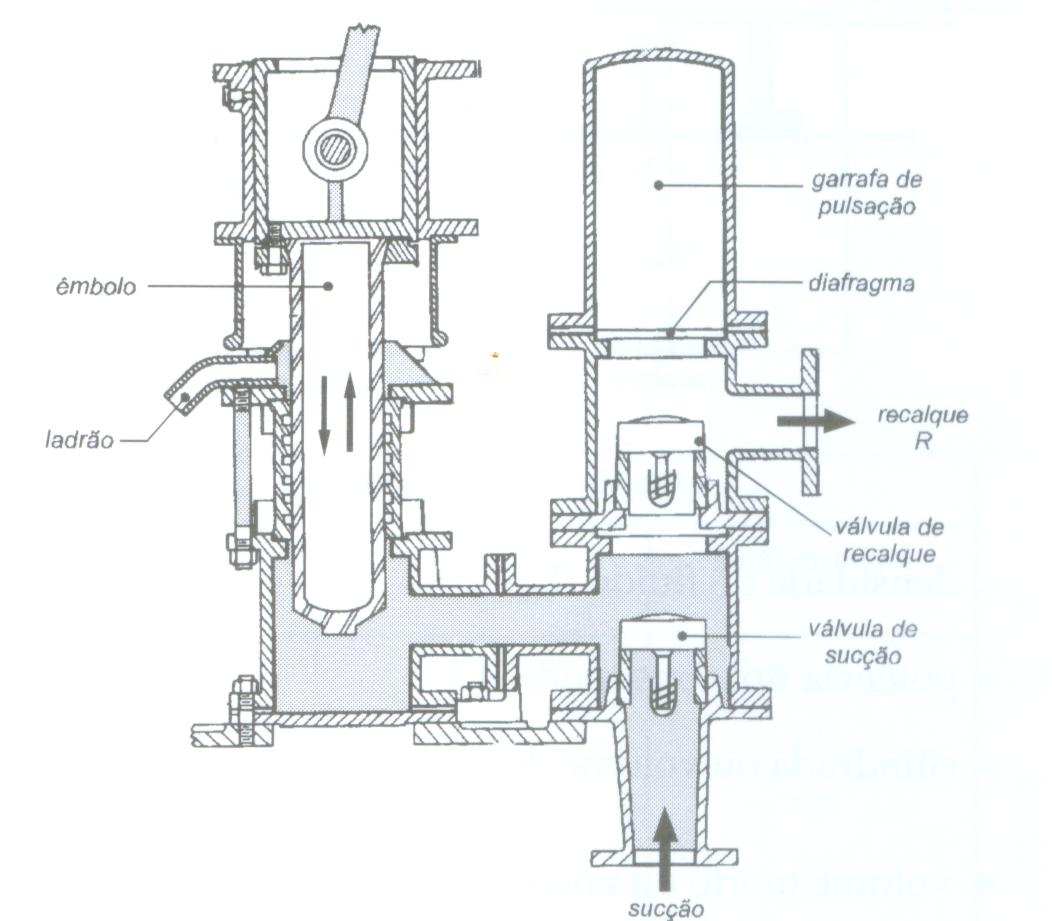 garrafa de
pulsação
êmbolo
diafragma
ladrão
recalque
R
válvula de
recalque
válvula de
sucção
sucção